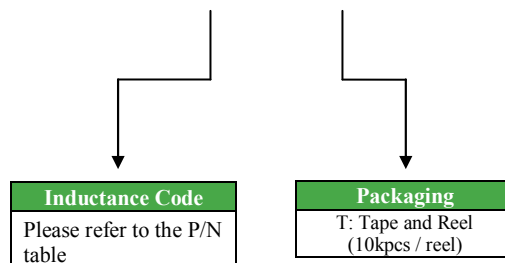 Inductance Code
Please refer to the P/N
table
Packaging
T: Tape and Reel
(10kpcs / reel)